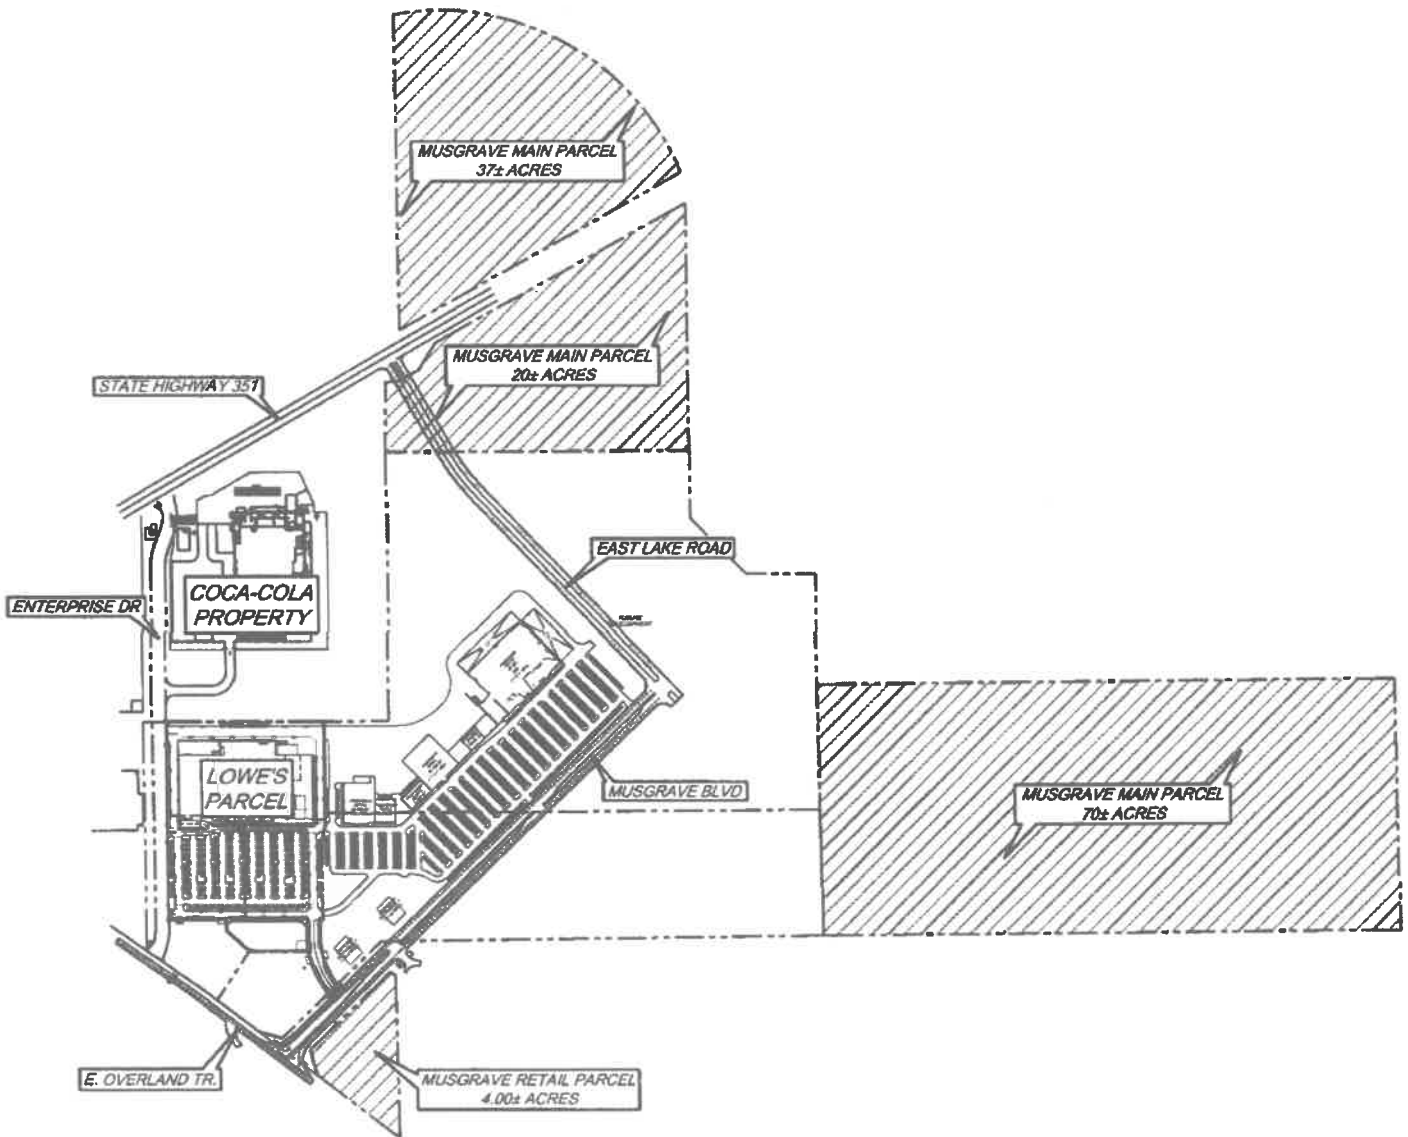 MUSGRAVE MAIN PARCEL
37± ACRES
MUSGRAVE MAIN PARCEL
20± ACRES
STATE HIGHWAY 351
EAST LAKE ROAD
COCA-COLA
PROPERTY
ENTERPRISE DR
LOWE'S
PARCEL
MUSGRAVE BLVD
MUSGRAVE MAIN PARCEL
70± ACRES
E. OVERLAND TR.
MUSGRAVE RETAIL PARCEL
4.00± ACRES